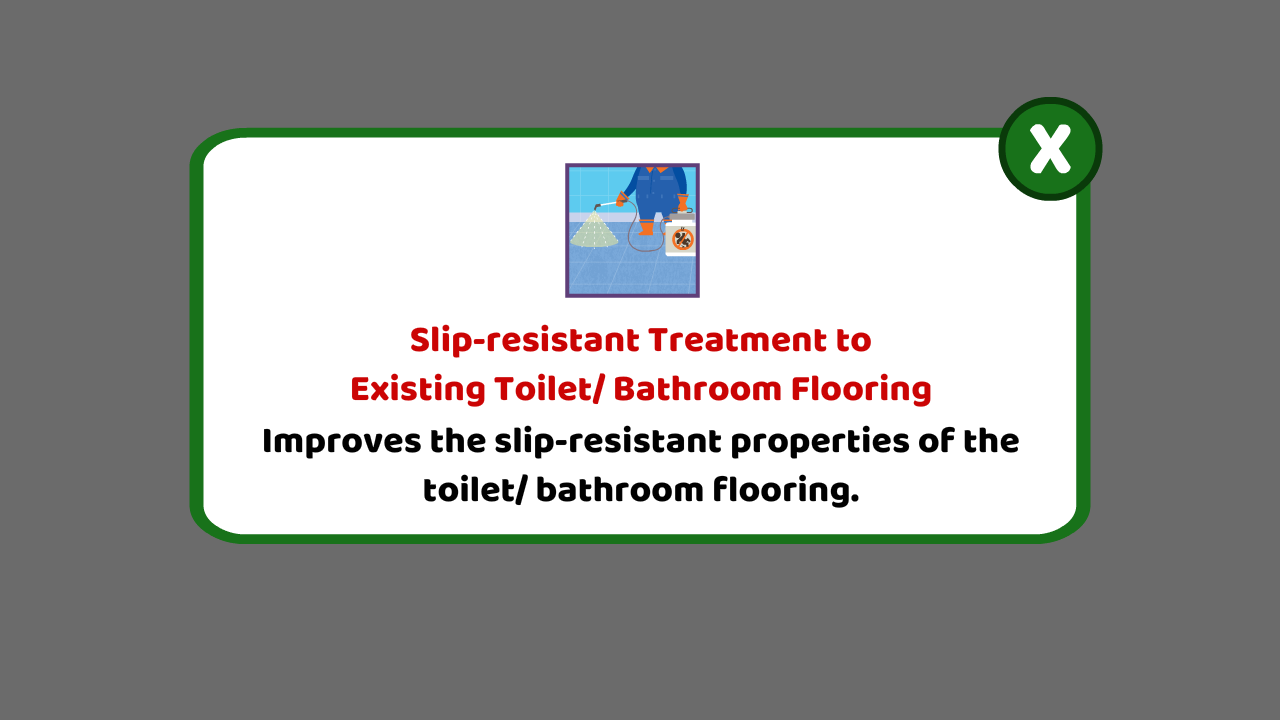 X
Slip-resistant Treatment to
Existing Toilet/ Bathroom Flooring
Improves the slip-resistant properties of the
toilet/ bathroom flooring.